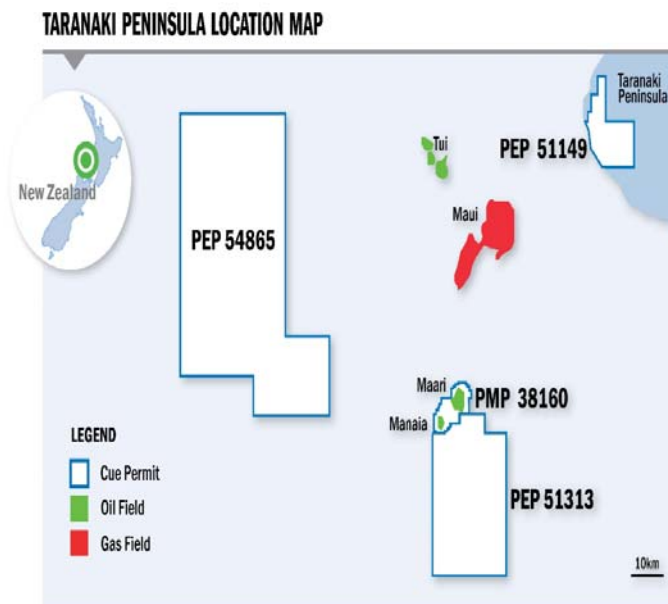 TARANAKI PENINSULA LOCATION MAP
New Zealand
Taranaki
Peninsula
PEP 51149
Tui
Maui
PEP 54865
Maari
PMP 38160
Manaia
PEP 51313
LEGEND
Cue Permit
Oil Field
Gas Field
10km